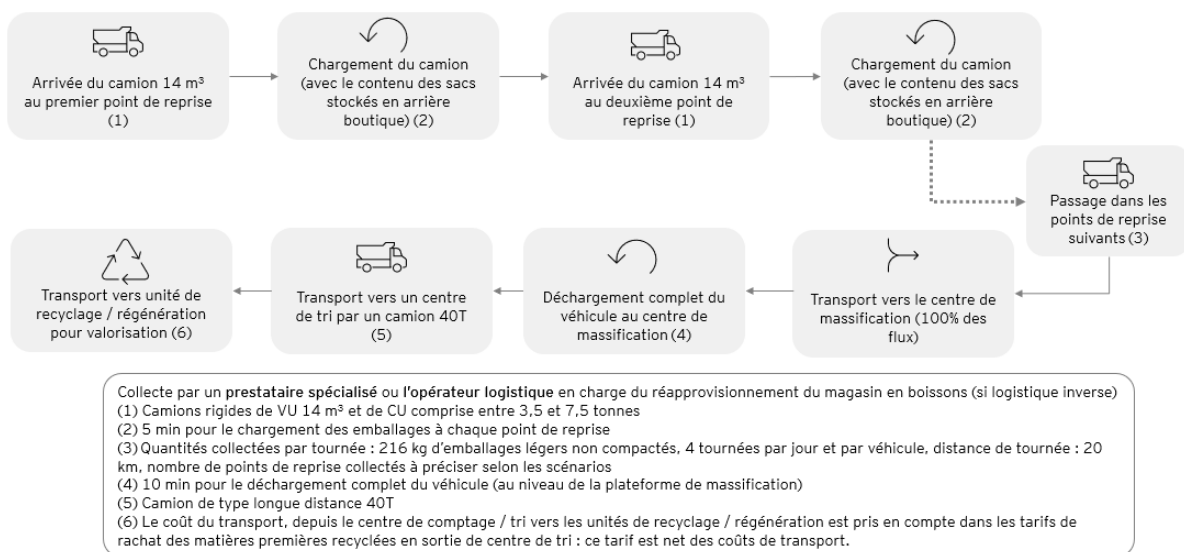 Arrivée du camion 14 m³
au premier point de reprise
(1)
Chargement du camion
(avec le contenu des sacs
stockés en arrière
boutique) (2)
Arrivée du camion 14 m³
au deuxième point de
reprise (1)
Chargement du camion
(avec le contenu des sacs
stockés en arrière
boutique) (2)
Passage dans les
points de reprise
suivants (3)
Transport vers le centre de
massification (100% des
flux)
Déchargement complet du
véhicule au centre de
massification (4)
Transport vers un centre
de tri par un camion 40T
(5)
Transport vers unité de
recyclage / régénération
pour valorisation (6)
Collecte par un prestataire spécialisé ou l'opérateur logistique en charge du réapprovisionnement du magasin en boissons (si logistique inverse)
(1) Camions rigides de VU 14 m³ et de CU comprise entre 3,5 et 7,5 tonnes
(2) 5 min pour le chargement des emballages à chaque point de reprise
(3) Quantités collectées par tournée : 216 kg d'emballages légers non compactés, 4 tournées par jour et par véhicule, distance de tournée : 20
km, nombre de points de reprise collectés à préciser selon les scénarios
(4) 10 min pour le déchargement complet du véhicule (au niveau de la plateforme de massification)
(5) Camion de type longue distance 40T
(6) Le coût du transport, depuis le centre de comptage / tri vers les unités de recyclage / régénération est pris en compte dans les tarifs de
rachat des matières premières recyclées en sortie de centre de tri : ce tarif est net des coûts de transport.